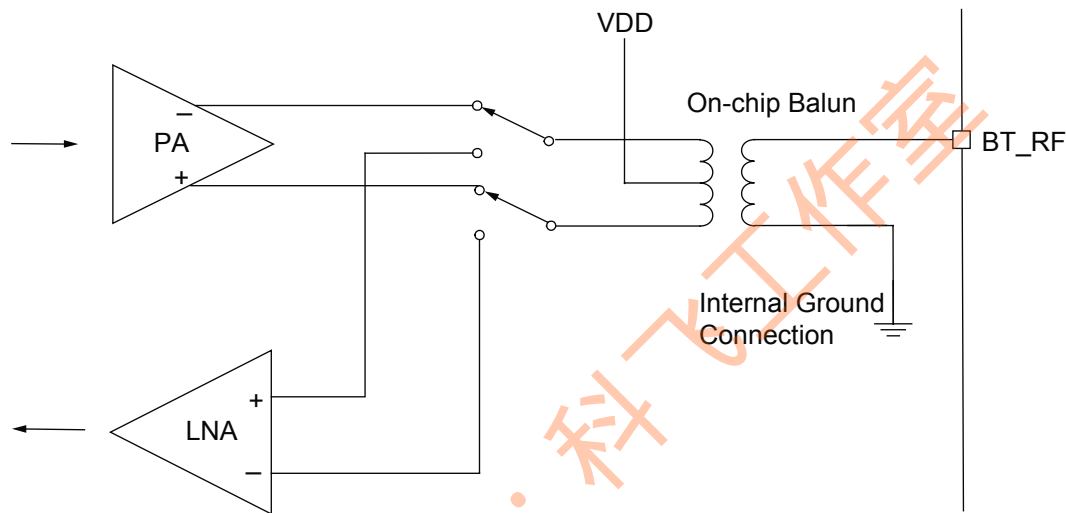 VDD
On-chip Balun
PA
−
+
BT_RF
Internal Ground
Connection
LNA
+
−
·科飞工作室